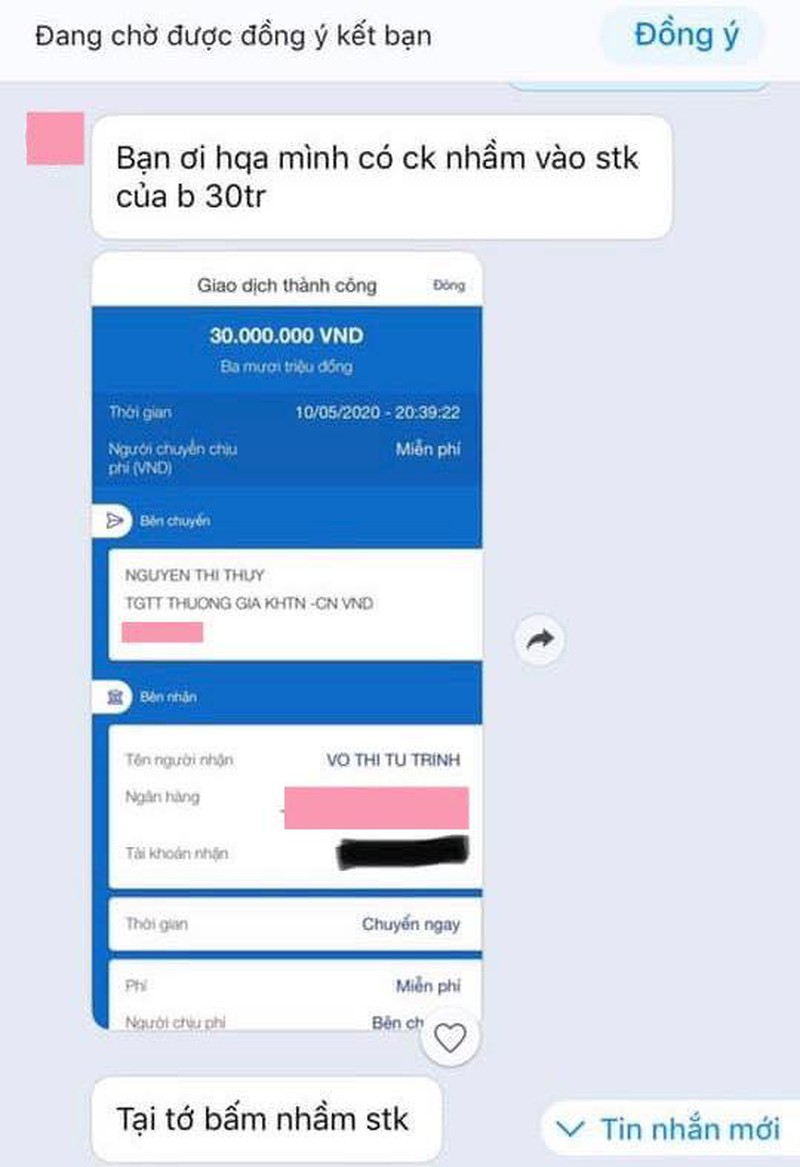 Đang chờ được đồng ý kết bạn
Đồng ý
Bạn ơi hqa mình có ck nhầm vào stk
của b 30tr
Giao dịch thành công
Đóng
30.000.000 VND
Ba mươi triệu đồng
Thời gian
10/05/2020 - 20:39:22
Người chuyển chịu
phí (VND)
Miễn phí
Bên chuyển
NGUYEN THI THUY
TGTT THUONG GIA KHTN -CN VND
Bên nhận
Tên người nhận
VO THI TU TRINH
Ngân hàng
Tài khoản nhận
Thời gian
Chuyển ngay
Phí
Miễn phí
Người chịu phí
Bên ch
Tại tớ bấm nhầm stk
Tin nhắn mới